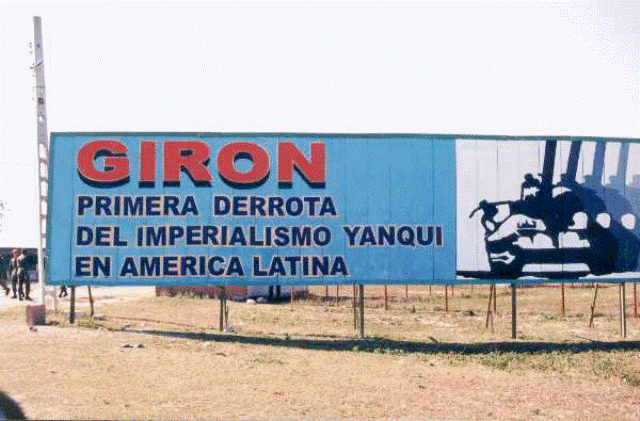 GIRON
PRIMERA DERROTA
DEL IMPERIALISMO YANQUI
EN AMERICA LATINA